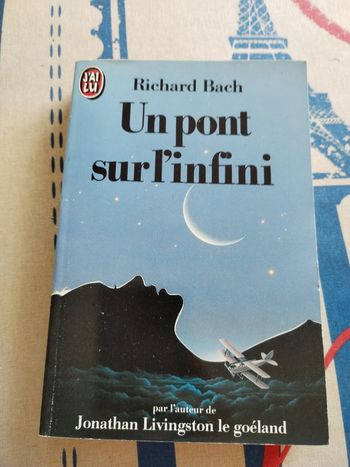 J'AI
LU
Richard Bach
Un pont
sur l'infini
par l'auteur de
Jonathan Livingston le goéland